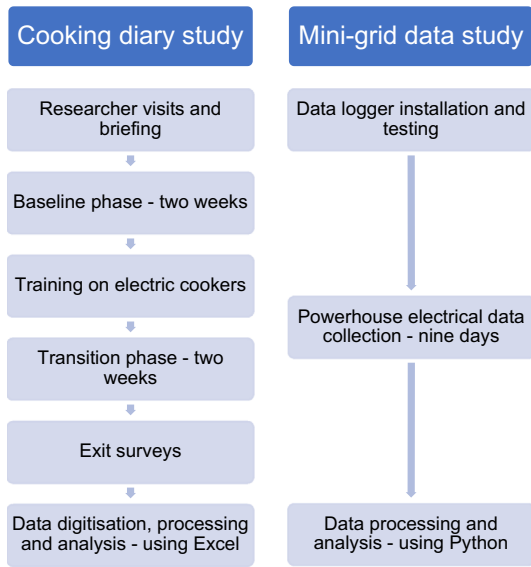 Cooking diary study
Researcher visits and
briefing
Baseline phase - two weeks
Training on electric cookers
Transition phase - two
weeks
Exit surveys
Data digitisation, processing
and analysis - using Excel
Mini-grid data study
Data logger installation and
testing
Powerhouse electrical data
collection - nine days
Data processing and
analysis - using Python